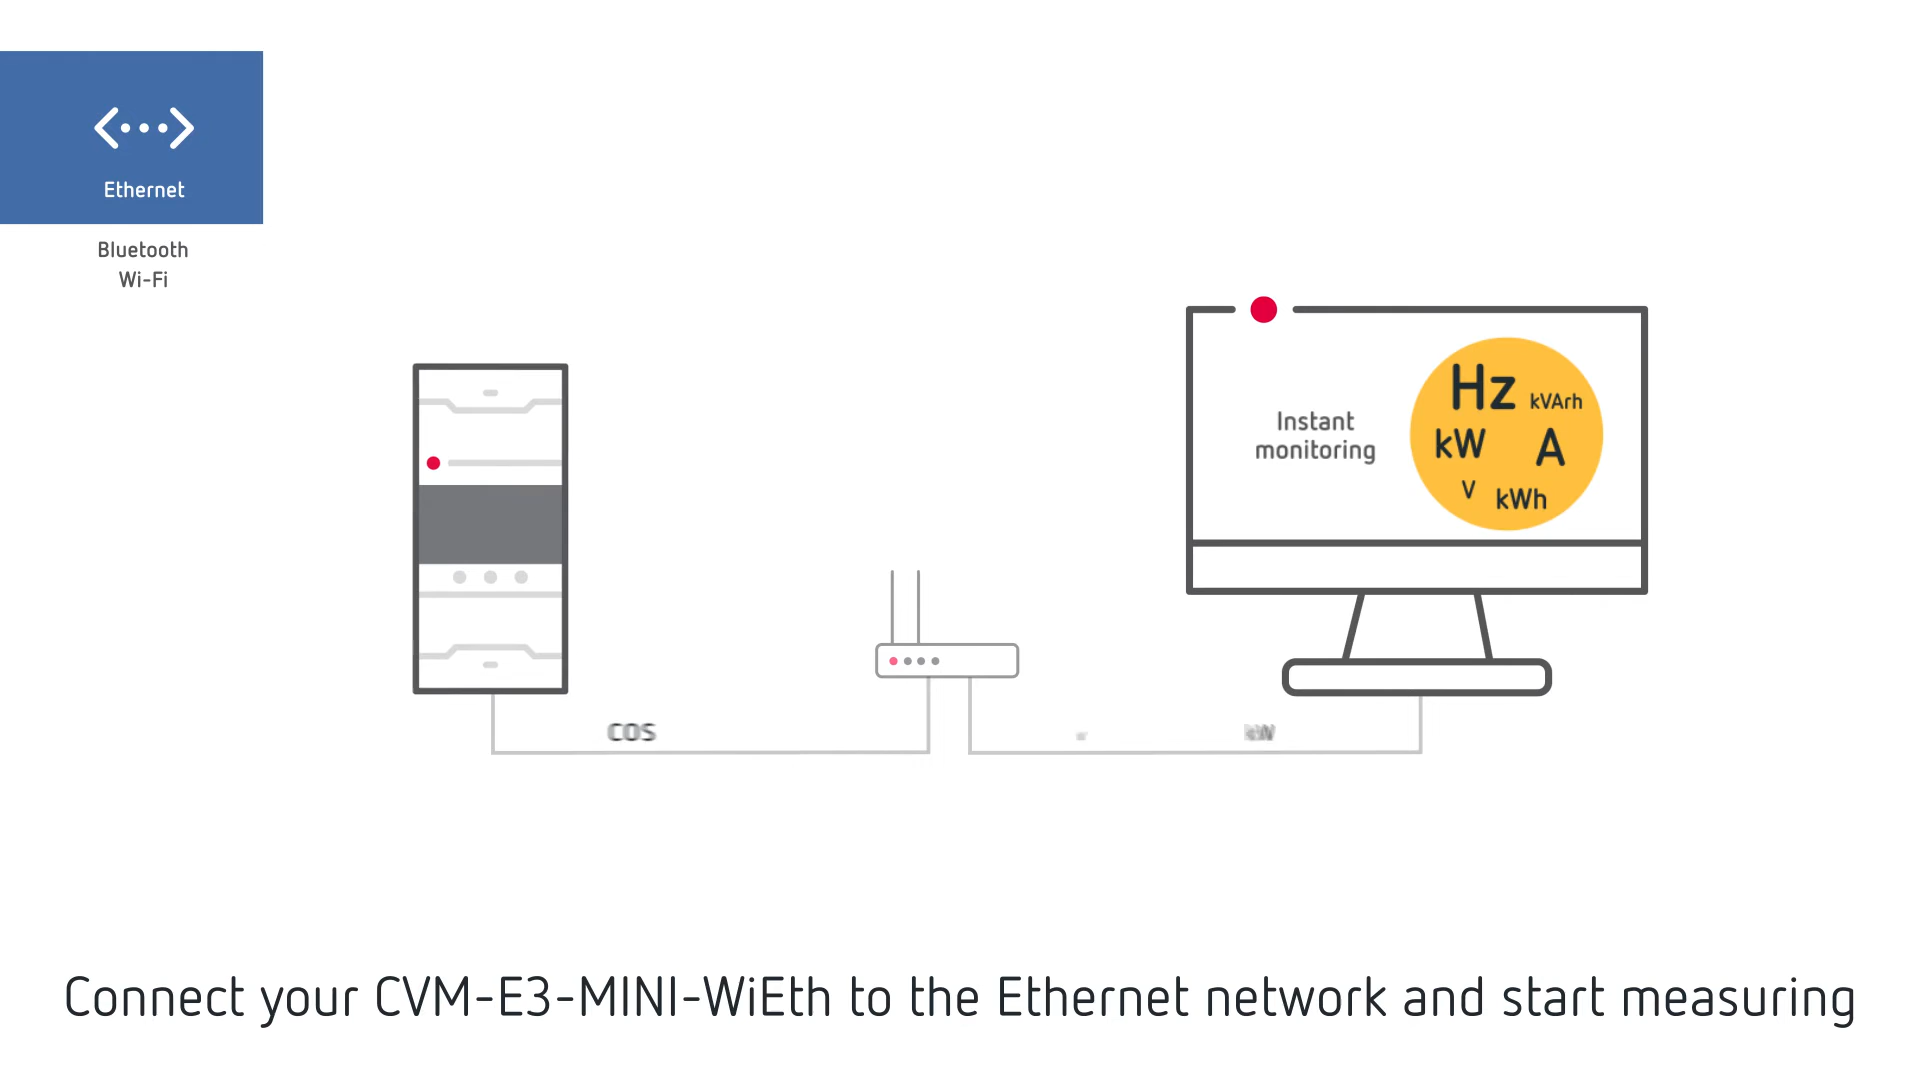 Ethernet
Bluetooth
Wi-Fi
Instant
monitoring
Hz kVArh
kW A
V kWh
COS
kW
Connect your CVM-E3-MINI-WiEth to the Ethernet network and start measuring